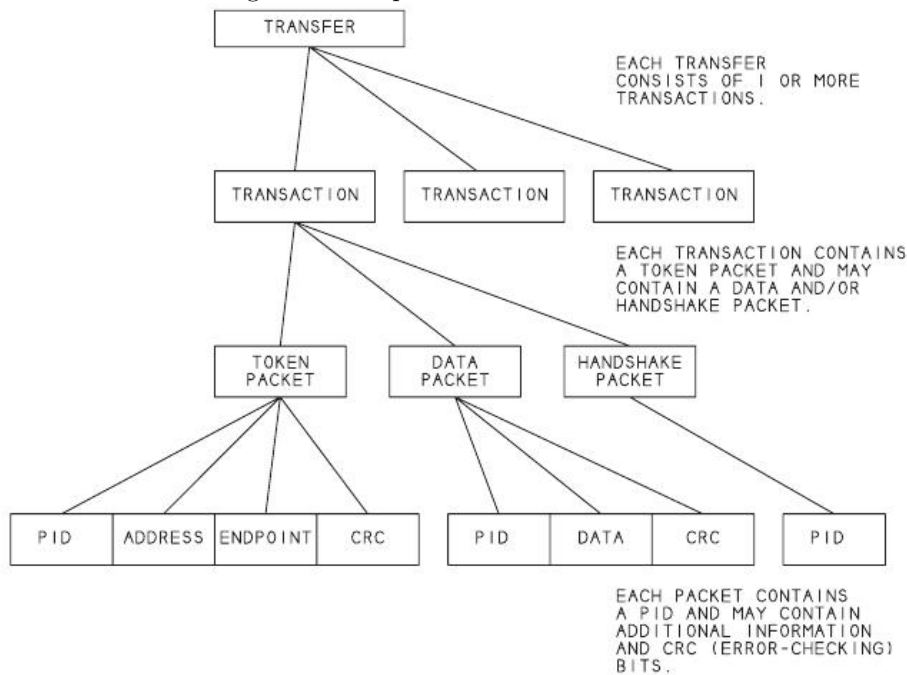 TRANSFER
EACH TRANSFER
CONSISTS OF 1 OR MORE
TRANSACTIONS.
TRANSACTION
TRANSACTION
TRANSACTION
EACH TRANSACTION CONTAINS
A TOKEN PACKET AND MAY
CONTAIN A DATA AND/OR
HANDSHAKE PACKET.
TOKEN
PACKET
DATA
PACKET
HANDSHAKE
PACKET
PID
ADDRESS
ENDPOINT
CRC
PID
DATA
CRC
PID
EACH PACKET CONTAINS
A PID AND MAY CONTAIN
ADDITIONAL INFORMATION
AND CRC (ERROR-CHECKING)
BITS.